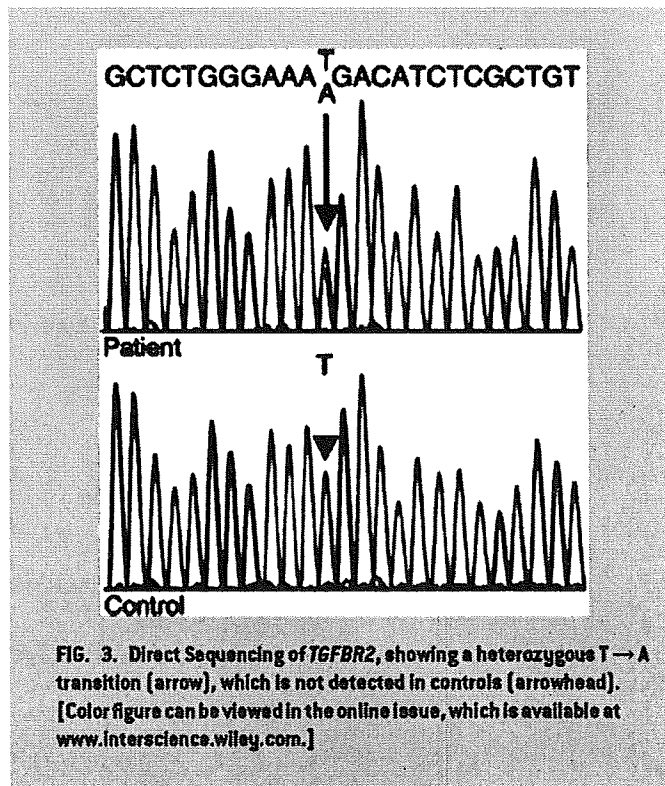 T
GCTCTGGGAAA GACATCTCGCTGT
A
Patient
T
Control
FIG. 3. Direct Sequencing of TGFBR2, showing a heterozygous T → A
transition (arrow), which is not detected in controls (arrowhead).
[Color figure can be viewed in the online issue, which is available at
www.interscience.wiley.com.]